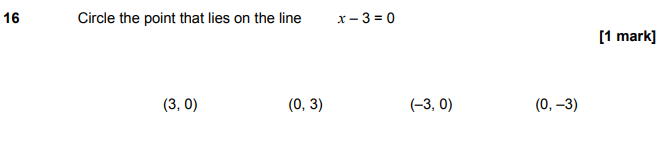 16 Circle the point that lies on the line x – 3 = 0
[1 mark]
(3, 0) (0, 3) (–3, 0) (0, –3)